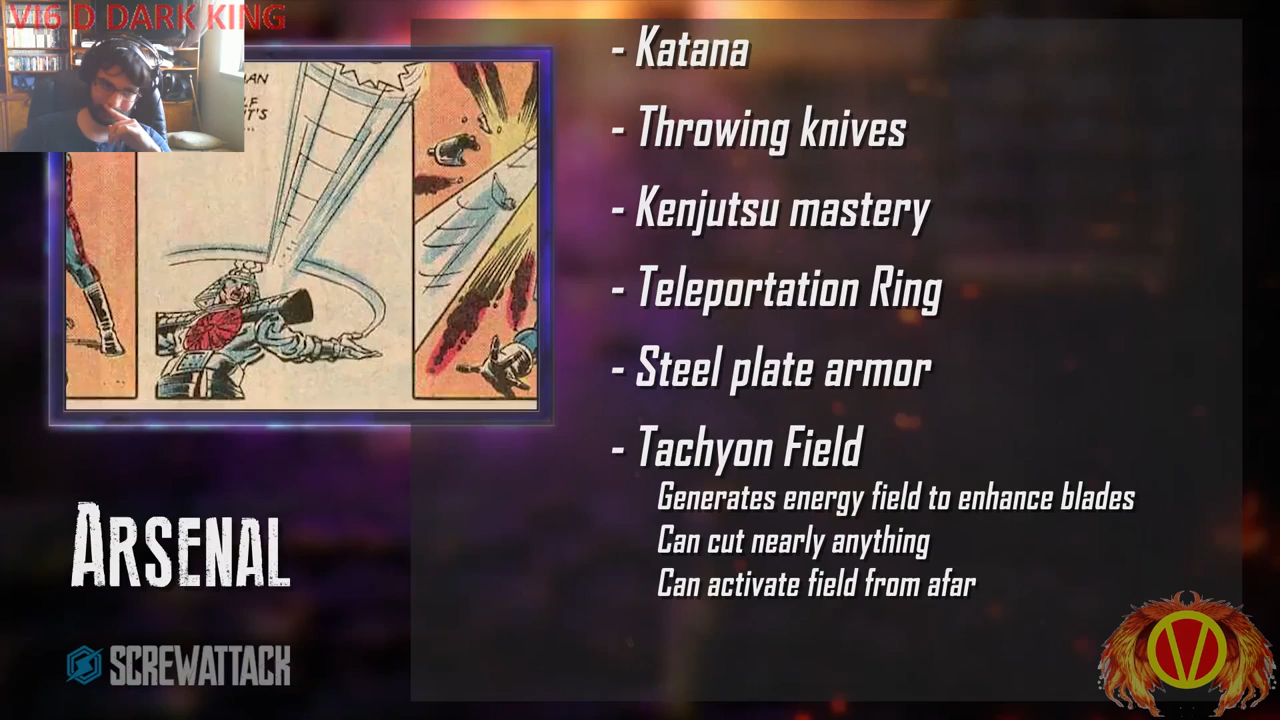 VI6 D DARK KING
- Katana
- Throwing knives
- Kenjutsu mastery
- Teleportation Ring
- Steel plate armor
- Tachyon Field
Generates energy field to enhance blades
Can cut nearly anything
Can activate field from afar
Arsenal
SCREWATTACK
V